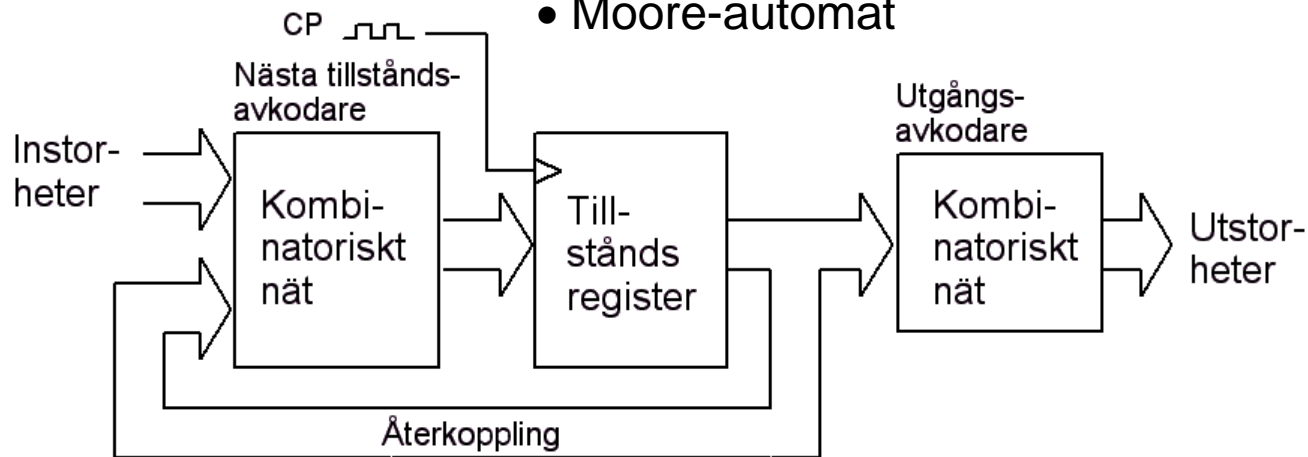 • Moore-automat
CP
Nästa tillstånds-
avkodare
Utgångs-
avkodare
Instor-
heter
Kombi-
natoriskt
nät
Till-
stånds
register
Kombi-
natoriskt
nät
Utstor-
heter
Återkoppling